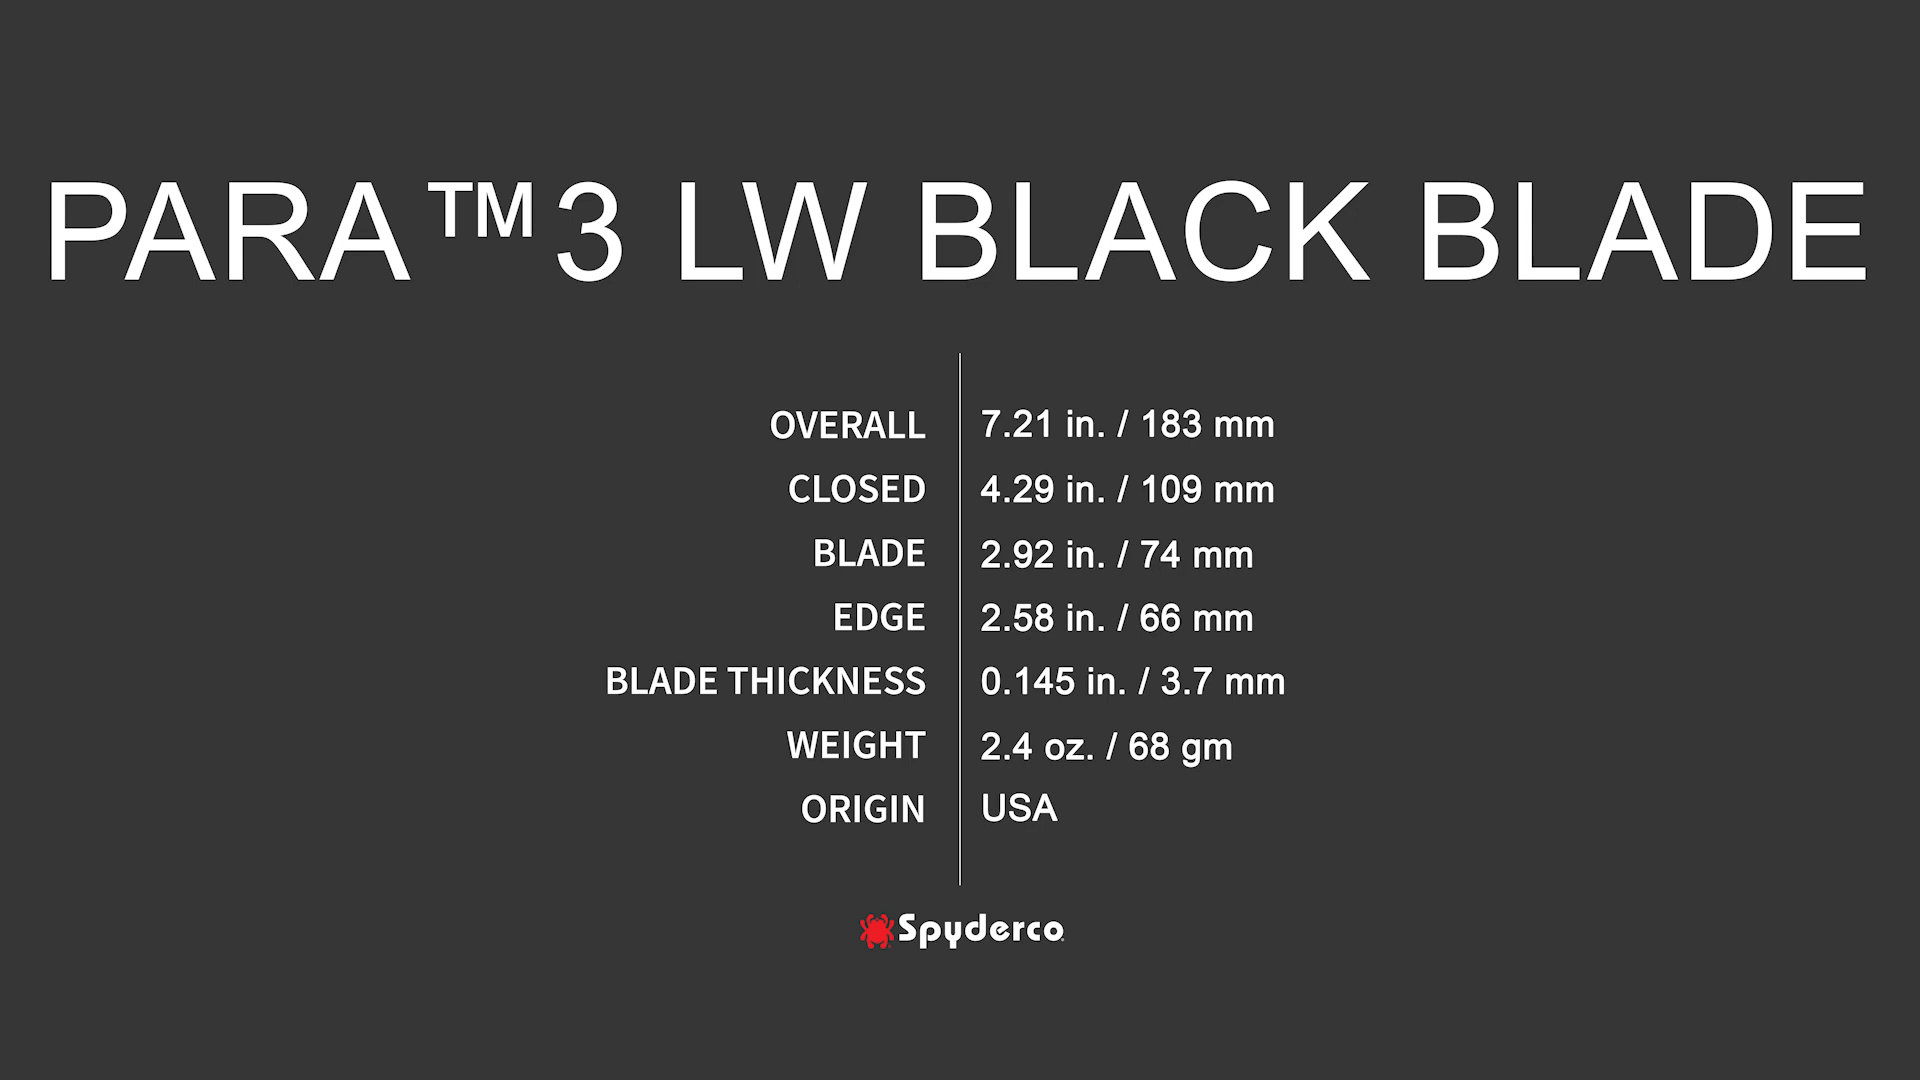 PARA™3 LW BLACK BLADE
OVERALL 7.21 in. / 183 mm
CLOSED 4.29 in. / 109 mm
BLADE 2.92 in. / 74 mm
EDGE 2.58 in. / 66 mm
BLADE THICKNESS 0.145 in. / 3.7 mm
WEIGHT 2.4 oz. / 68 gm
ORIGIN USA
Spyderco